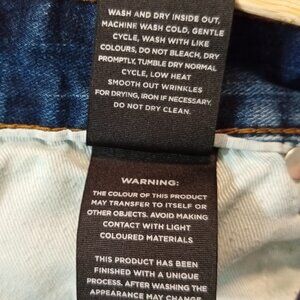 WASH AND DRY INSIDE OUT,
MACHINE WASH COLD, GENTLE
CYCLE, WASH WITH LIKE
COLOURS, DO NOT BLEACH, DRY
PROMPTLY, TUMBLE DRY NORMAL
CYCLE, LOW HEAT
SMOOTH OUT WRINKLES
FOR DRYING, IRON IF NECESSARY,
DO NOT DRY CLEAN.
WARNING:
THE COLOUR OF THIS PRODUCT
MAY TRANSFER TO ITSELF OR
OTHER OBJECTS. AVOID MAKING
CONTACT WITH LIGHT
COLOURED MATERIALS
THIS PRODUCT HAS BEEN
FINISHED WITH A UNIQUE
PROCESS. AFTER WASHING THE
APPEARANCE MAY CHANGE